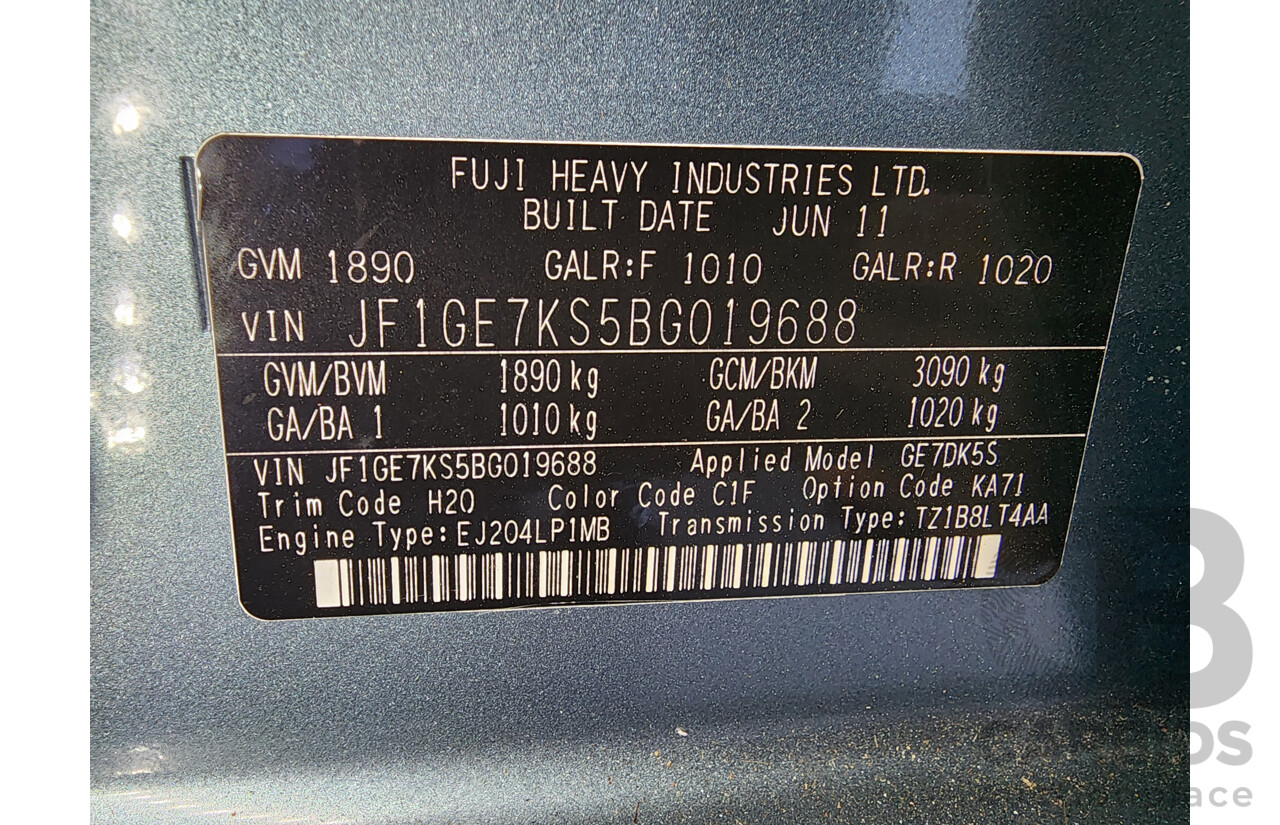 FUJI HEAVY INDUSTRIES LTD.
BUILT DATE JUN 11
GVM 1890 GALR:F 1010 GALR:R 1020
VIN JF1GE7KS5BG019688
GVM/BVM 1890 kg GCM/BKM 3090 kg
GA/BA 1 1010 kg GA/BA 2 1020 kg
VIN JF1GE7KS5BG019688 Applied Model GE7DK5S
Trim Code H20 Color Code C1F Option Code KA71
Engine Type: EJ204LP1MB Transmission Type: TZ1B8LT4AA